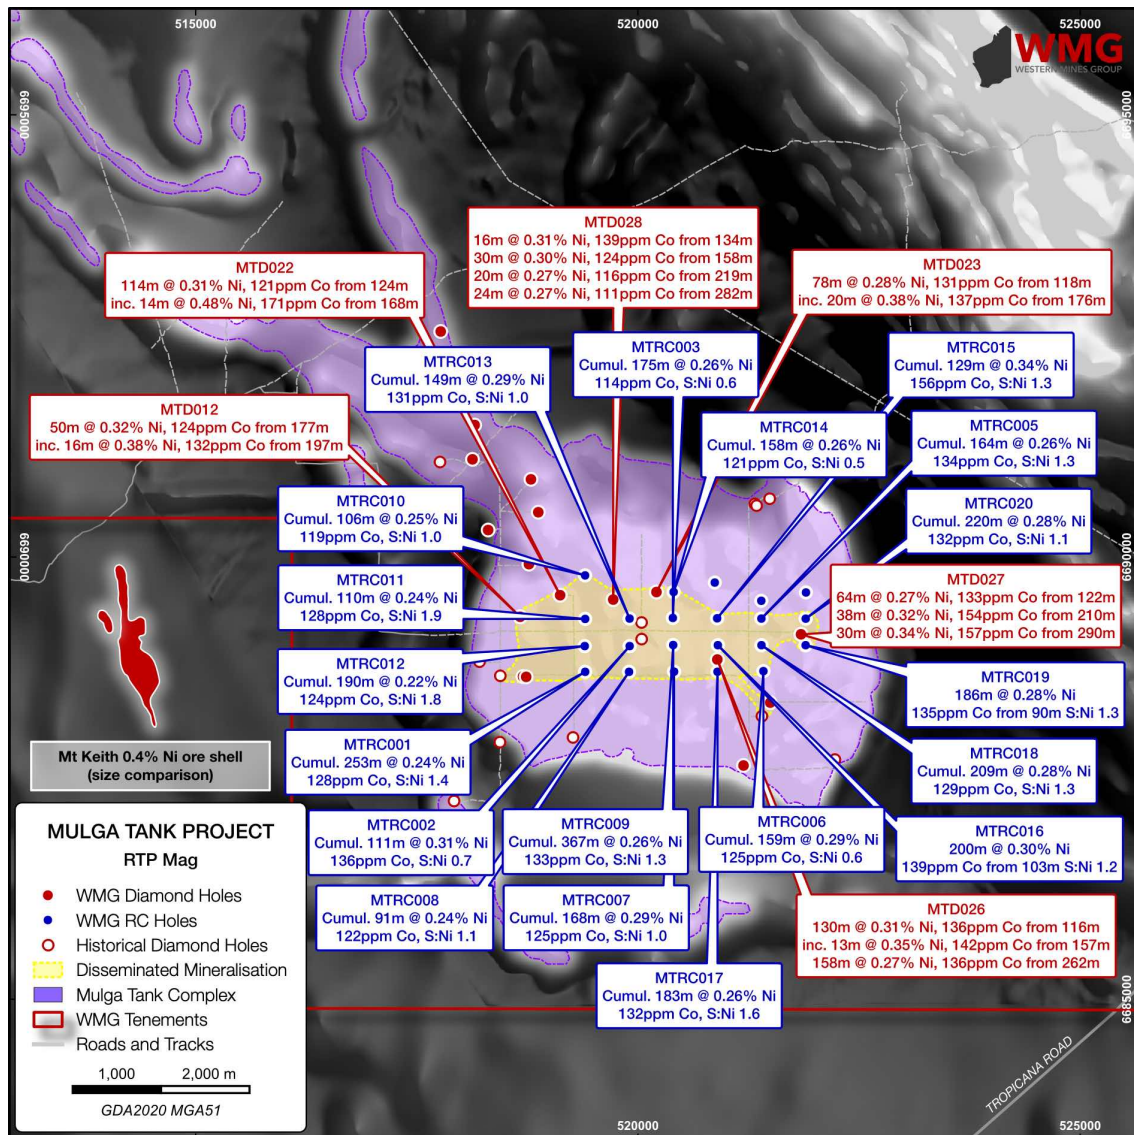 515000
520000
525000
WMG
WESTERN MINES GROUP
6695000
6695000
MTD028
16m @ 0.31% Ni, 139ppm Co from 134m
30m @ 0.30% Ni, 124ppm Co from 158m
20m @ 0.27% Ni, 116ppm Co from 219m
24m @ 0.27% Ni, 111ppm Co from 282m
MTD022
114m @ 0.31% Ni, 121ppm Co from 124m
inc. 14m @ 0.48% Ni, 171ppm Co from 168m
MTD023
78m @ 0.28% Ni, 131ppm Co from 118m
inc. 20m @ 0.38% Ni, 137ppm Co from 176m
MTRC013
Cumul. 149m @ 0.29% Ni
131ppm Co, S:Ni 1.0
MTRC003
Cumul. 175m @ 0.26% Ni
114ppm Co, S:Ni 0.6
MTRC015
Cumul. 129m @ 0.34% Ni
156ppm Co, S:Ni 1.3
MTD012
50m @ 0.32% Ni, 124ppm Co from 177m
inc. 16m @ 0.38% Ni, 132ppm Co from 197m
MTRC014
Cumul. 158m @ 0.26% Ni
121ppm Co, S:Ni 0.5
MTRC005
Cumul. 164m @ 0.26% Ni
134ppm Co, S:Ni 1.3
MTRC010
Cumul. 106m @ 0.25% Ni
119ppm Co, S:Ni 1.0
MTRC020
Cumul. 220m @ 0.28% Ni
132ppm Co, S:Ni 1.1
6690000
6690000
MTRC011
Cumul. 110m @ 0.24% Ni
128ppm Co, S:Ni 1.9
MTD027
64m @ 0.27% Ni, 133ppm Co from 122m
38m @ 0.32% Ni, 154ppm Co from 210m
30m @ 0.34% Ni, 157ppm Co from 290m
MTRC012
Cumul. 190m @ 0.22% Ni
124ppm Co, S:Ni 1.8
MTRC019
186m @ 0.28% Ni
135ppm Co from 90m S:Ni 1.3
MTRC001
Cumul. 253m @ 0.24% Ni
128ppm Co, S:Ni 1.4
MTRC018
Cumul. 209m @ 0.28% Ni
129ppm Co, S:Ni 1.3
Mt Keith 0.4% Ni ore shell
(size comparison)
MTRC002
Cumul. 111m @ 0.31% Ni
136ppm Co, S:Ni 0.7
MTRC009
Cumul. 367m @ 0.26% Ni
133ppm Co, S:Ni 1.3
MTRC006
Cumul. 159m @ 0.29% Ni
125ppm Co, S:Ni 0.6
MTRC016
200m @ 0.30% Ni
139ppm Co from 103m S:Ni 1.2
MTRC008
Cumul. 91m @ 0.24% Ni
122ppm Co, S:Ni 1.1
MTRC007
Cumul. 168m @ 0.29% Ni
125ppm Co, S:Ni 1.0
MTD026
130m @ 0.31% Ni, 136ppm Co from 116m
inc. 13m @ 0.35% Ni, 142ppm Co from 157m
158m @ 0.27% Ni, 136ppm Co from 262m
MTRC017
Cumul. 183m @ 0.26% Ni
132ppm Co, S:Ni 1.6
6685000
TROPICANA ROAD
MULGA TANK PROJECT
RTP Mag
WMG Diamond Holes
WMG RC Holes
Historical Diamond Holes
Disseminated Mineralisation
Mulga Tank Complex
WMG Tenements
Roads and Tracks
1,000
2,000 m
GDA2020 MGA51
520000
525000